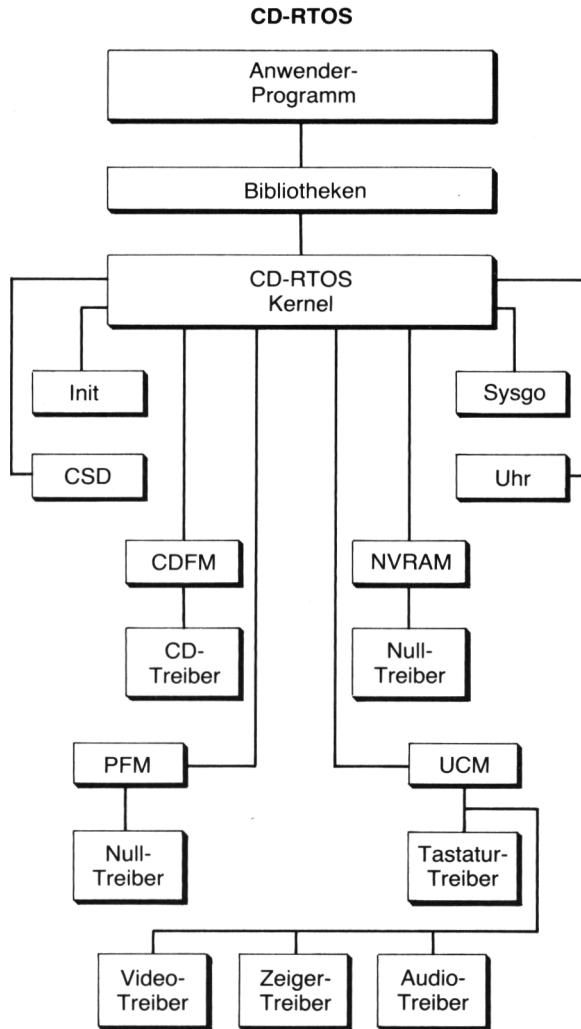 CD-RTOS
Anwender-
Programm
Bibliotheken
CD-RTOS
Kernel
Init
Sysgo
CSD
Uhr
CDFM
NVRAM
CD-
Treiber
Null-
Treiber
PFM
UCM
Null-
Treiber
Tastatur-
Treiber
Video-
Treiber
Zeiger-
Treiber
Audio-
Treiber